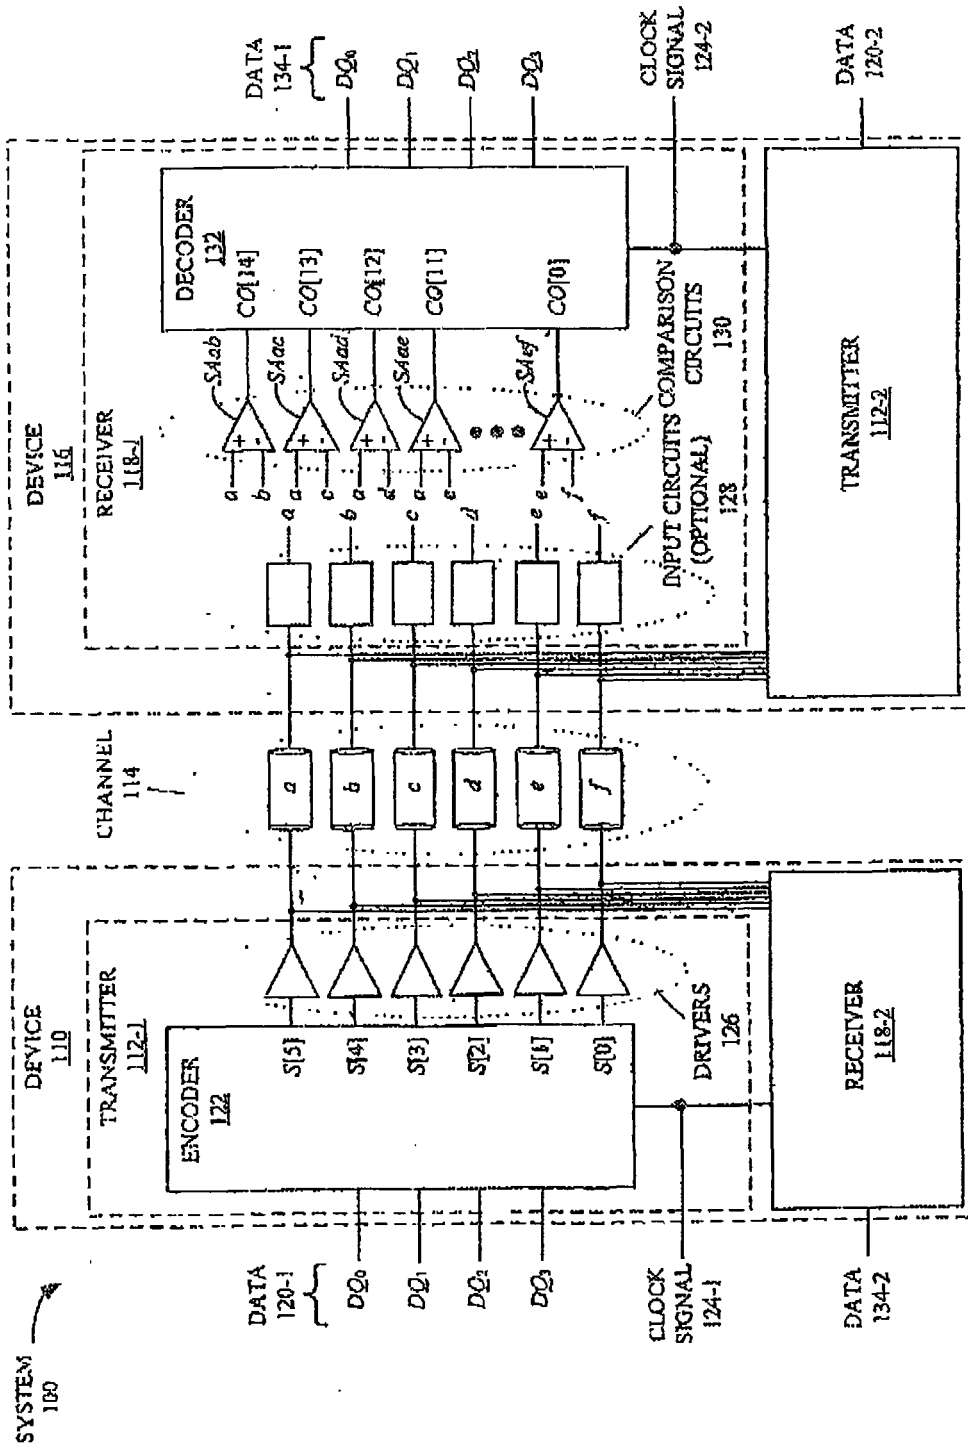 SYSTEM
100
DEVICE
110
TRANSMITTER
112-1
ENCODER
122
DATA
120-1
DQ0
DQ1
DQ2
DQ3
S[5]
S[4]
S[3]
S[2]
S[1]
S[0]
DRIVERS
126
CLOCK
SIGNAL
124-1
RECEIVER
118-2
DATA
134-2
CHANNEL
114
a
b
c
d
e
f
DEVICE
116
RECEIVER
118-1
a
b
c
d
e
f
INPUT CIRCUITS
(OPTIONAL)
128
a
b
a
c
a
d
a
e
e
f
+
-
+
-
+
-
+
-
+
-
SAab
SAac
SAad
SAae
SAef
COMPARISON
CIRCUITS
130
DECODER
132
CO[14]
CO[13]
CO[12]
CO[11]
CO[0]
DATA
134-1
DQ0
DQ1
DQ2
DQ3
CLOCK
SIGNAL
124-2
TRANSMITTER
112-2
DATA
120-2